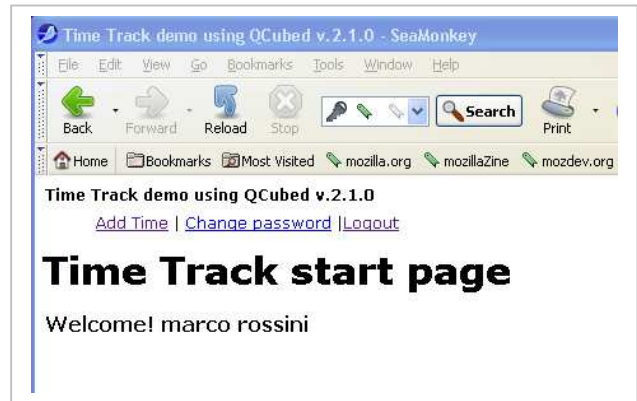 Time Track demo using QCubed v.2.1.0 - SeaMonkey
File Edit View Go Bookmarks Tools Window Help
Back Forward Reload Stop Search Print
Home Bookmarks Most Visited mozilla.org mozillaZine mozdev.org
Time Track demo using QCubed v.2.1.0
Add Time | Change password |Logout
Time Track start page
Welcome! marco rossini